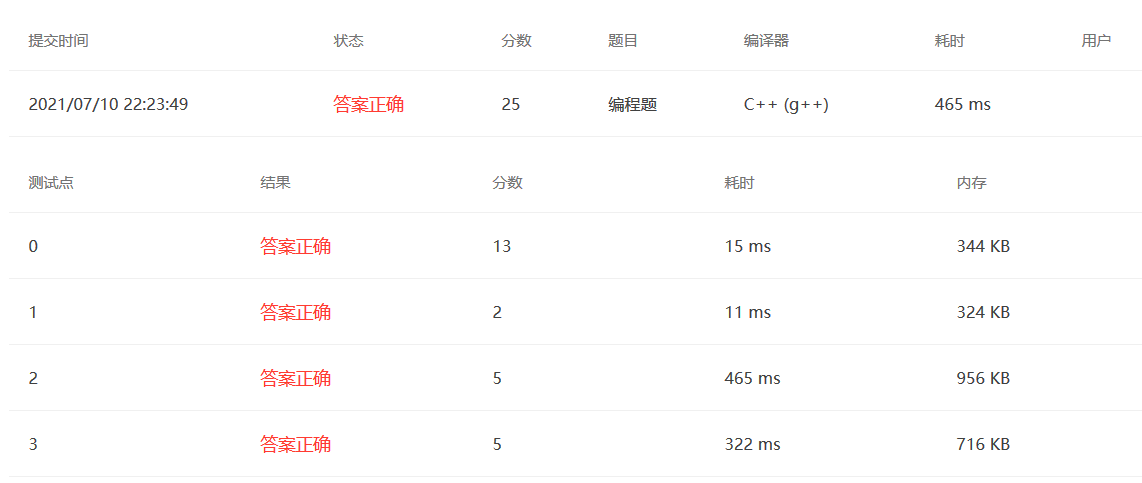 提交时间 状态 分数 题目 编译器 耗时 用户
2021/07/10 22:23:49 答案正确 25 编程题 C++ (g++) 465 ms
测试点 结果 分数 耗时 内存
0 答案正确 13 15 ms 344 KB
1 答案正确 2 11 ms 324 KB
2 答案正确 5 465 ms 956 KB
3 答案正确 5 322 ms 716 KB